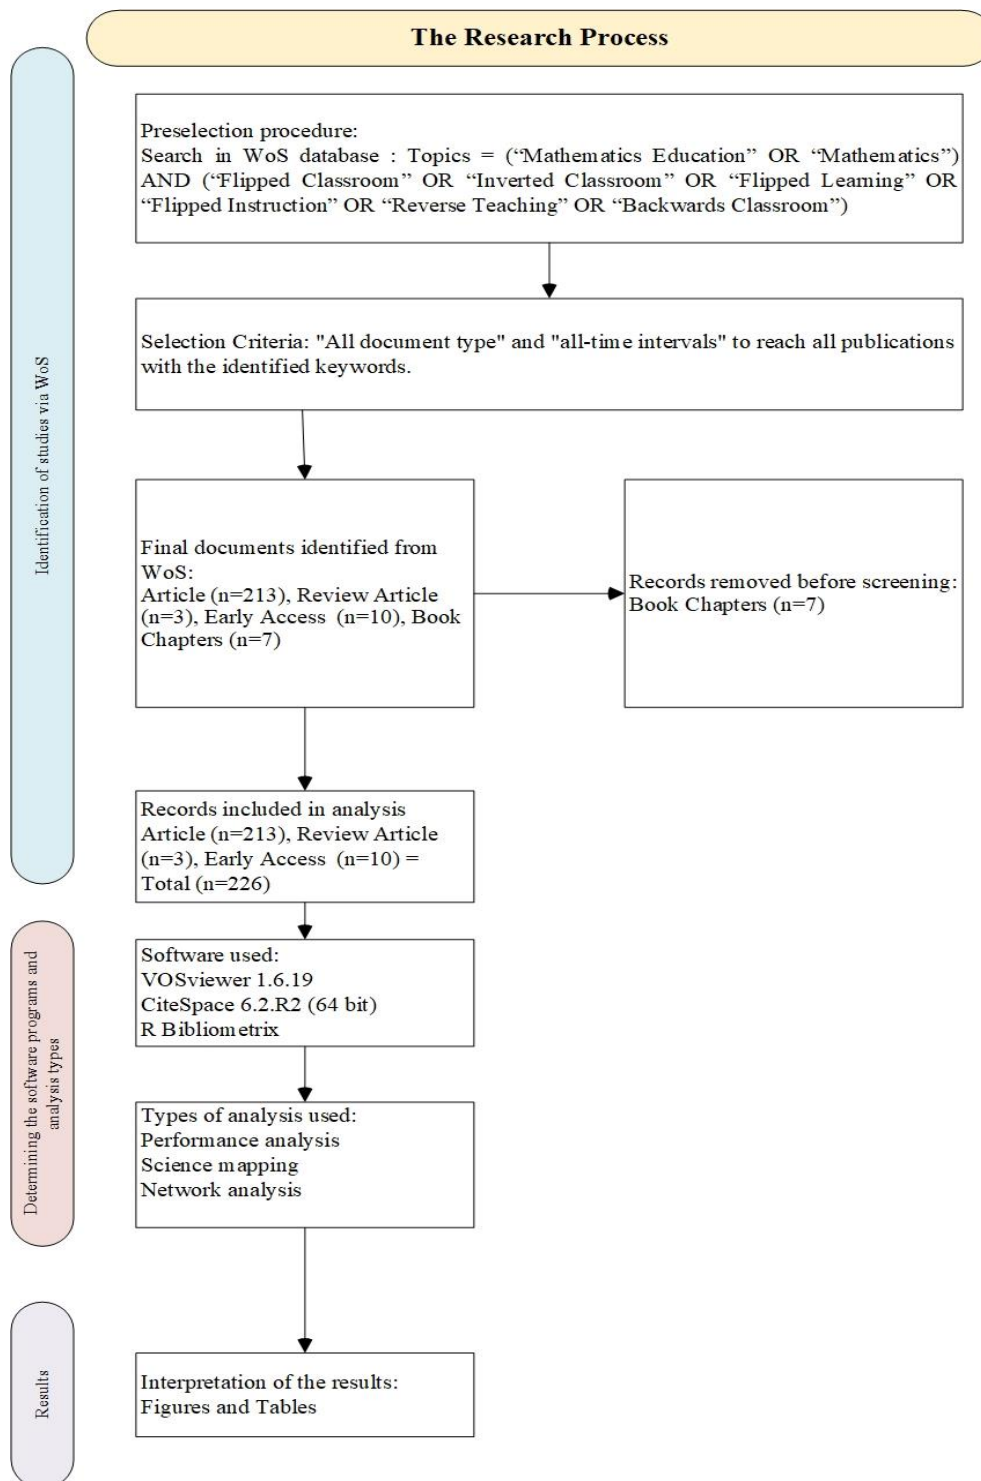 The Research Process
Identification of studies via WoS
Preselection procedure:
Search in WoS database : Topics = (“Mathematics Education” OR “Mathematics”)
AND (“Flipped Classroom” OR “Inverted Classroom” OR “Flipped Learning” OR
“Flipped Instruction” OR “Reverse Teaching” OR “Backwards Classroom”)
Selection Criteria: "All document type" and "all-time intervals" to reach all publications
with the identified keywords.
Final documents identified from
WoS:
Article (n=213), Review Article
(n=3), Early Access (n=10), Book
Chapters (n=7)
Records removed before screening:
Book Chapters (n=7)
Records included in analysis
Article (n=213), Review Article
(n=3), Early Access (n=10) =
Total (n=226)
Determining the software programs and
analysis types
Software used:
VOSviewer 1.6.19
CiteSpace 6.2.R2 (64 bit)
R Bibliometrix
Types of analysis used:
Performance analysis
Science mapping
Network analysis
Results
Interpretation of the results:
Figures and Tables